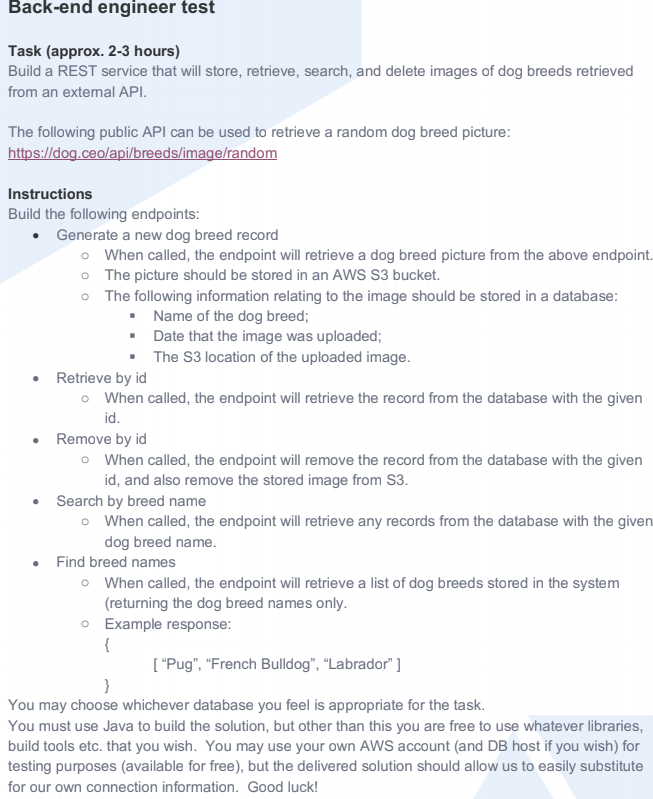 Back-end engineer test
Task (approx. 2-3 hours)
Build a REST service that will store, retrieve, search, and delete images of dog breeds retrieved
from an external API.
The following public API can be used to retrieve a random dog breed picture:
https://dog.ceo/api/breeds/image/random
Instructions
Build the following endpoints:
• Generate a new dog breed record
○ When called, the endpoint will retrieve a dog breed picture from the above endpoint.
○ The picture should be stored in an AWS S3 bucket.
○ The following information relating to the image should be stored in a database:
▪ Name of the dog breed;
▪ Date that the image was uploaded;
▪ The S3 location of the uploaded image.
• Retrieve by id
○ When called, the endpoint will retrieve the record from the database with the given
id.
• Remove by id
○ When called, the endpoint will remove the record from the database with the given
id, and also remove the stored image from S3.
• Search by breed name
○ When called, the endpoint will retrieve any records from the database with the given
dog breed name.
• Find breed names
○ When called, the endpoint will retrieve a list of dog breeds stored in the system
(returning the dog breed names only.
○ Example response:
{
[ “Pug”, “French Bulldog”, “Labrador” ]
}
You may choose whichever database you feel is appropriate for the task.
You must use Java to build the solution, but other than this you are free to use whatever libraries,
build tools etc. that you wish.  You may use your own AWS account (and DB host if you wish) for
testing purposes (available for free), but the delivered solution should allow us to easily substitute
for our own connection information.  Good luck!